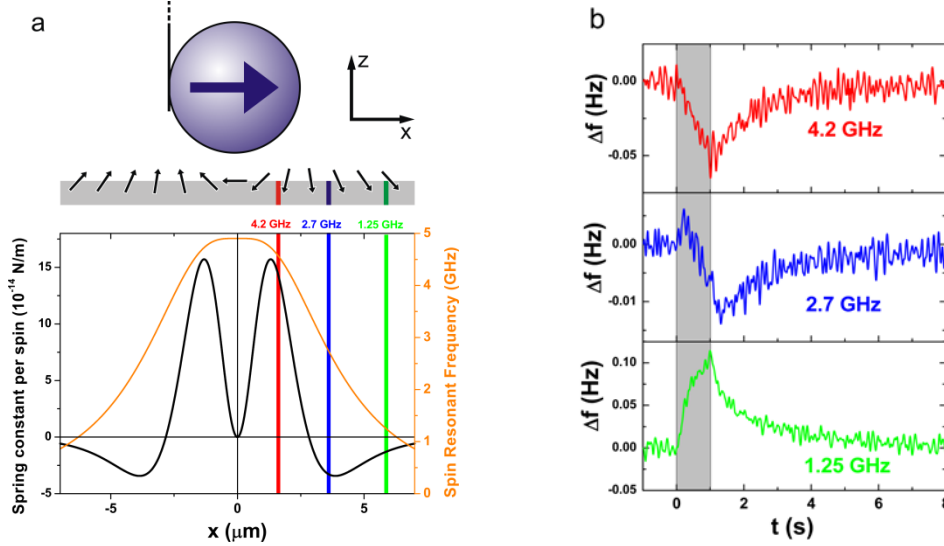 a
z
x
4.2 GHz 2.7 GHz 1.25 GHz
Spring constant per spin (10⁻¹⁴ N/m)
15
10
5
0
-5
5
4
3
2
1
0
Spin Resonant Frequency (GHz)
-5 0 5
x (μm)
b
Δf (Hz)
0.00
-0.05
4.2 GHz
Δf (Hz)
0.00
-0.01
2.7 GHz
Δf (Hz)
0.10
0.05
0.00
0.05
1.25 GHz
0 2 4 6 8
t (s)